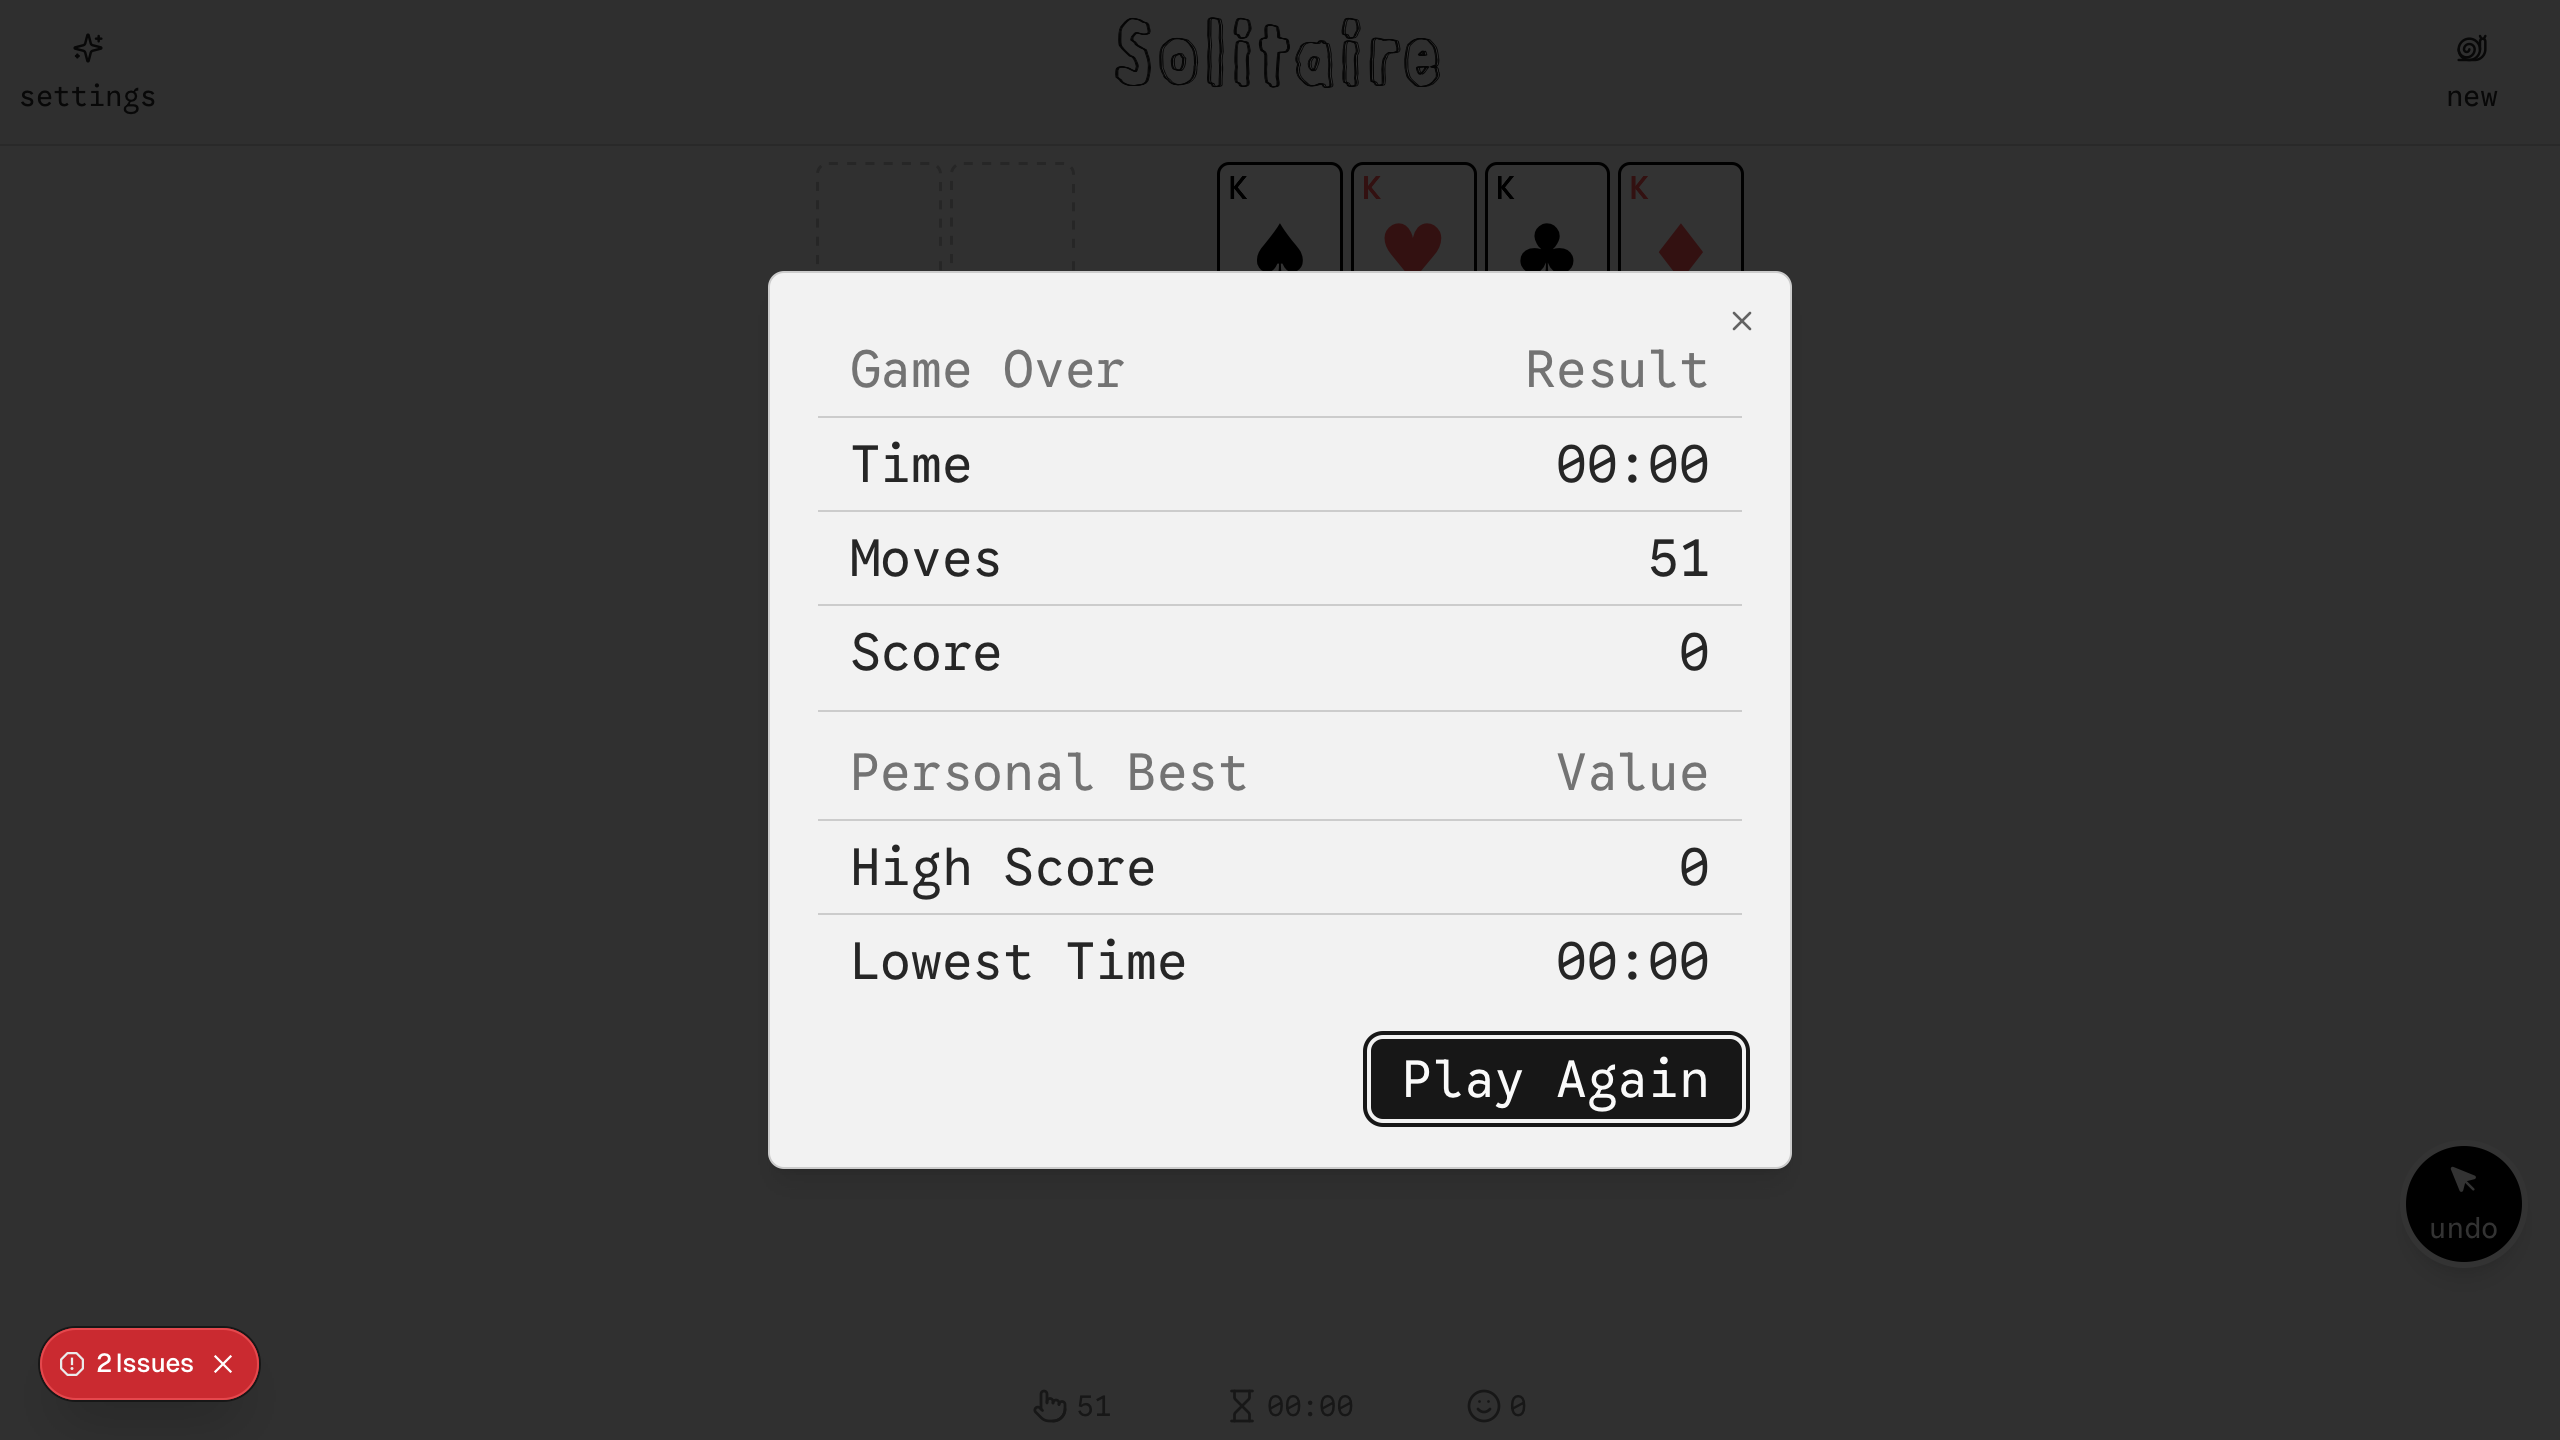 Solitaire
settings
new
K K K K
Game Over Result
Time 00:00
Moves 51
Score 0
Personal Best Value
High Score 0
Lowest Time 00:00
Play Again
undo
2 Issues
51 00:00 0